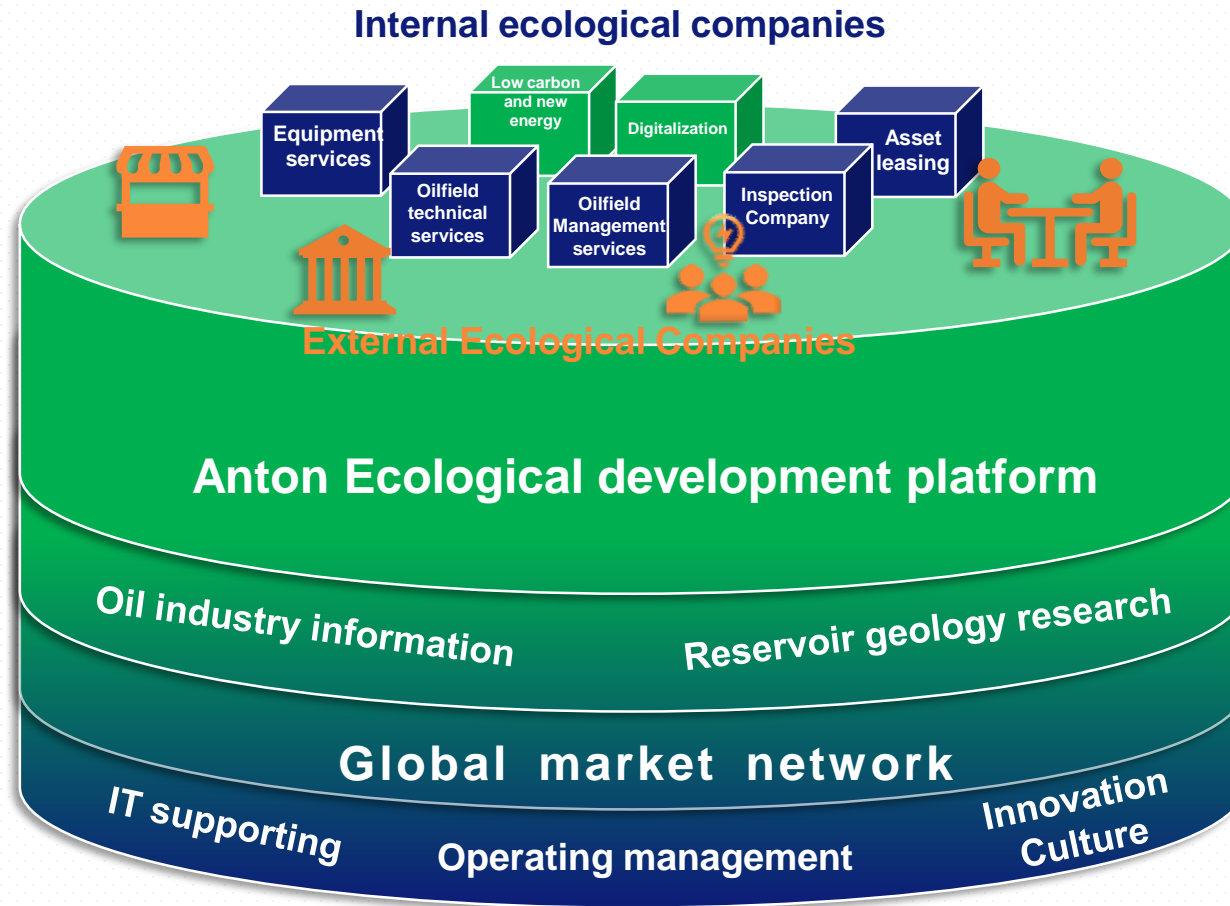 Internal ecological companies
Low carbon
and new
energy
Digitalization
Equipment
services
Asset
leasing
Oilfield
technical
services
Oilfield
Management
services
Inspection
Company
External Ecological Companies
Anton Ecological development platform
Oil industry information
Reservoir geology research
Global market network
IT supporting
Operating management
Innovation
Culture